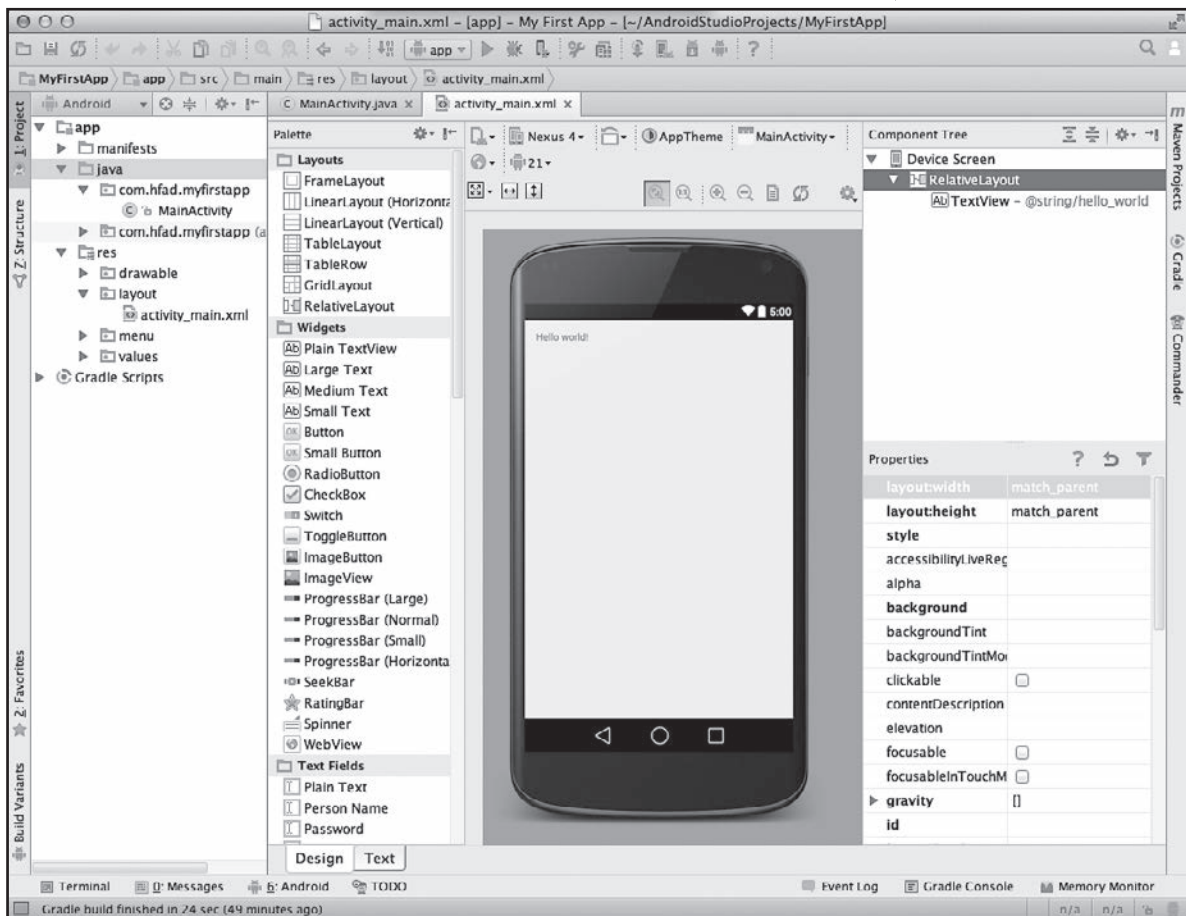 activity_main.xml – [app] – My First App – [~/AndroidStudioProjects/MyFirstApp]
app
?
MyFirstApp app src main res layout activity_main.xml
1: Project
Z: Structure
2: Favorites
Build Variants
Android
app
manifests
java
com.hfad.myfirstapp
MainActivity
com.hfad.myfirstapp (a
res
drawable
layout
activity_main.xml
menu
values
Gradle Scripts
MainActivity.java × activity_main.xml ×
Palette
Layouts
FrameLayout
LinearLayout (Horizonta
LinearLayout (Vertical)
TableLayout
TableRow
GridLayout
RelativeLayout
Widgets
Plain TextView
Large Text
Medium Text
Small Text
Button
Small Button
RadioButton
CheckBox
Switch
ToggleButton
ImageButton
ImageView
ProgressBar (Large)
ProgressBar (Normal)
ProgressBar (Small)
ProgressBar (Horizonta
SeekBar
RatingBar
Spinner
WebView
Text Fields
Plain Text
Person Name
Password
Design Text
Nexus 4 AppTheme MainActivity
21
5:00
Hello world!
Component Tree
Device Screen
RelativeLayout
Ab TextView – @string/hello_world
Properties ?
layout:width match_parent
layout:height match_parent
style
accessibilityLiveReg
alpha
background
backgroundTint
backgroundTintMo
clickable
contentDescription
elevation
focusable
focusableInTouchM
gravity []
id
m Maven Projects
Gradle
Commander
Terminal 0: Messages 6: Android TODO Event Log Gradle Console Memory Monitor
Gradle build finished in 24 sec (49 minutes ago) n/a n/a